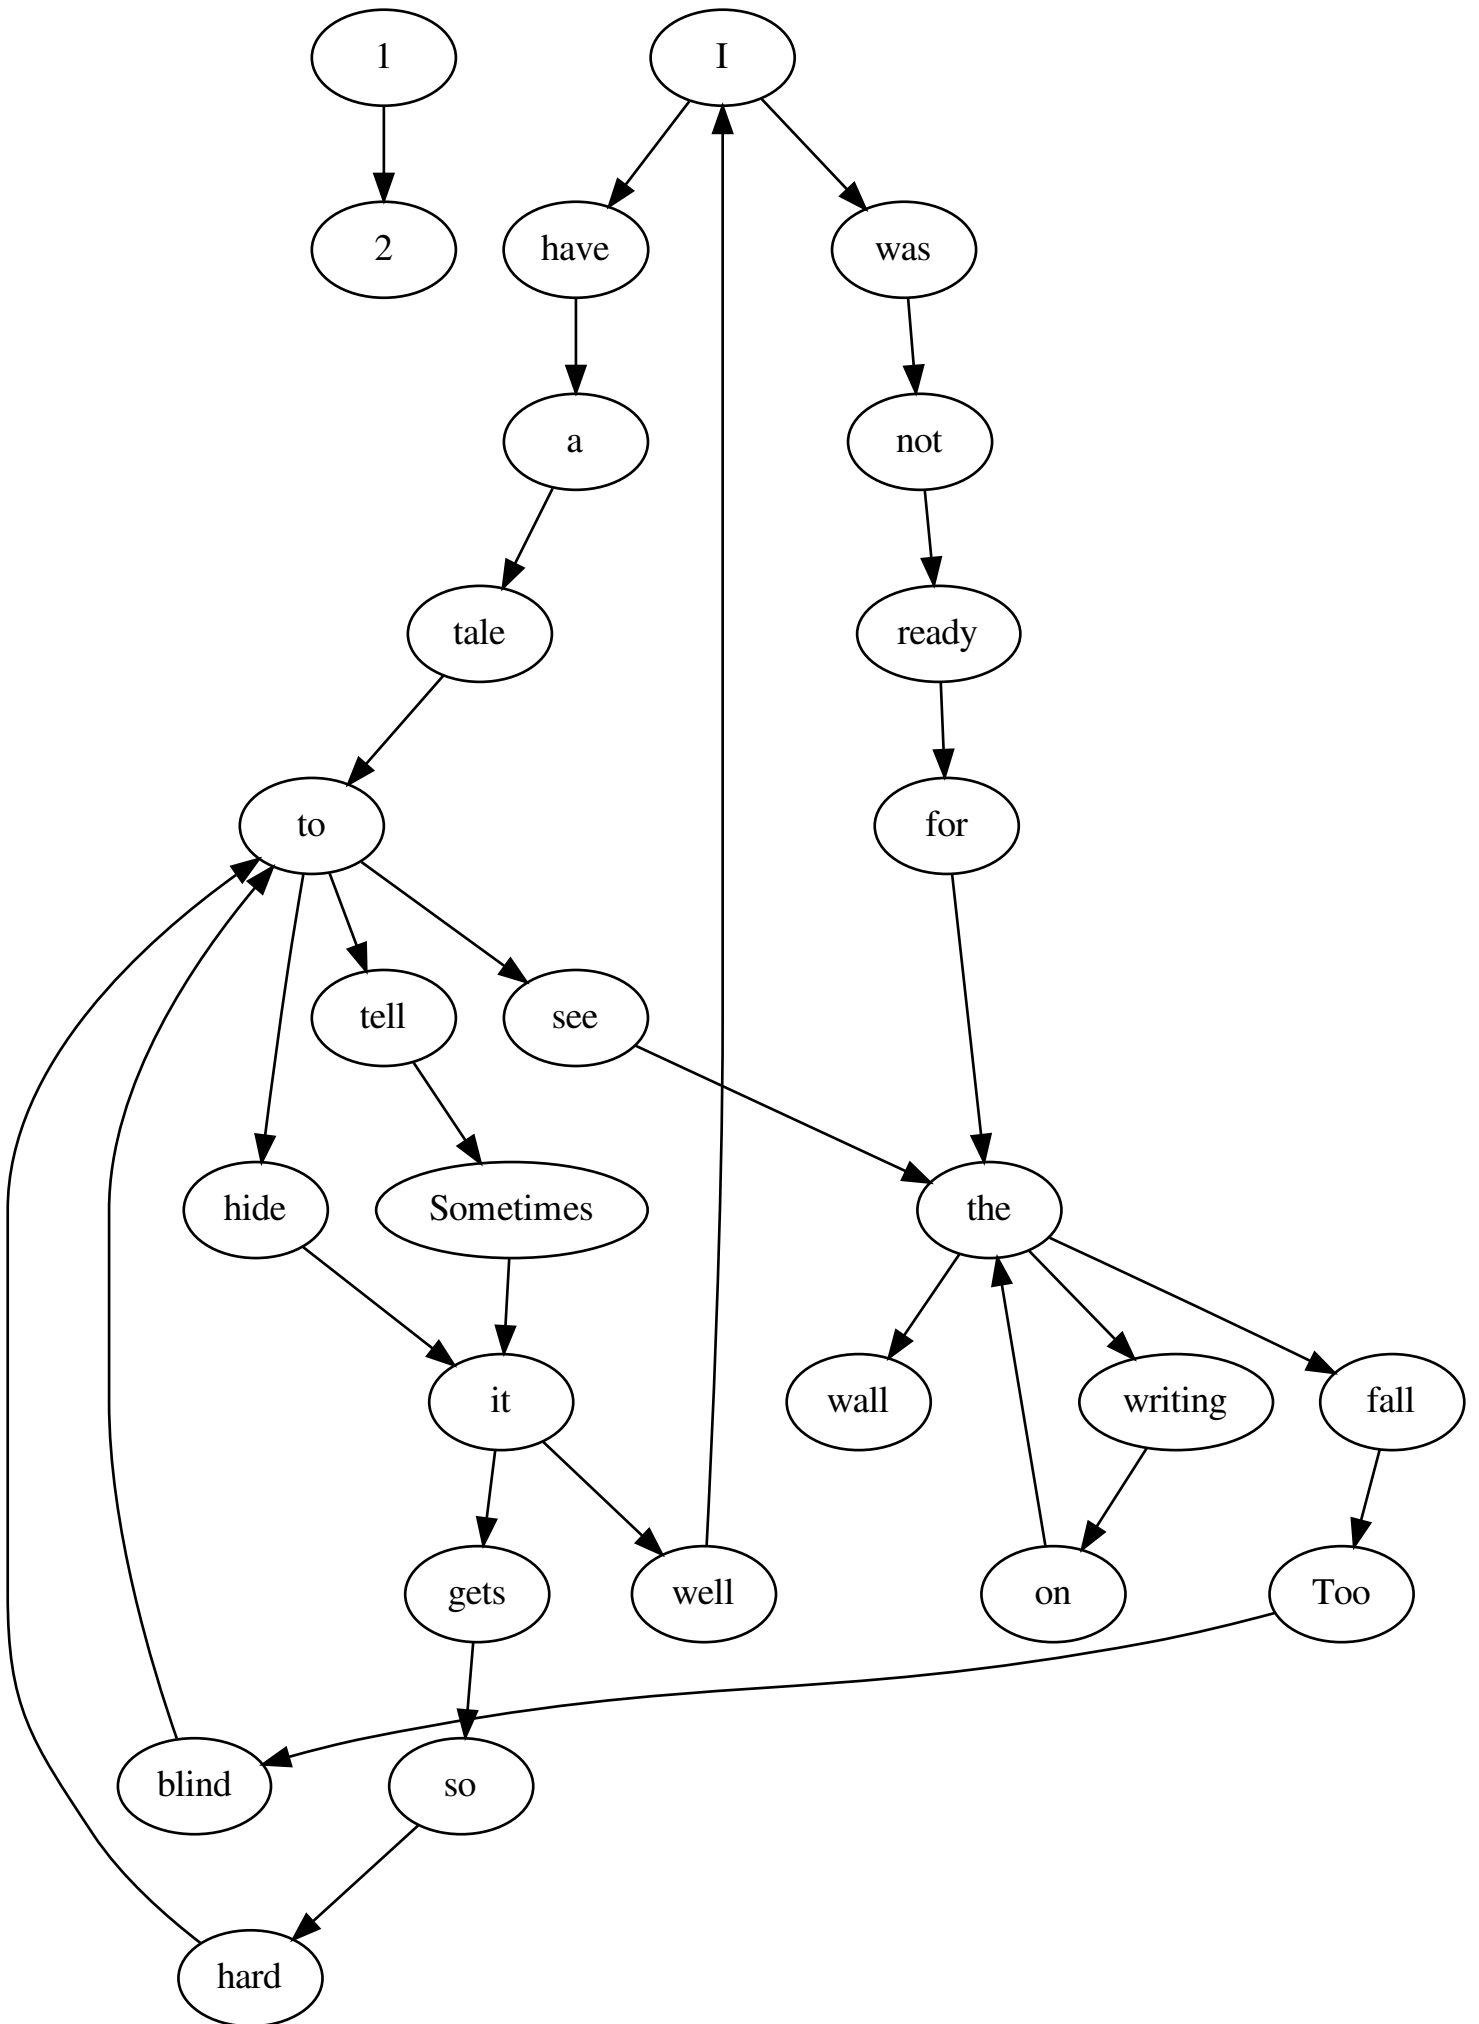 1 I
2 have was
a not
tale ready
to for
tell see
hide Sometimes the
it wall writing fall
gets well on Too
blind so
hard